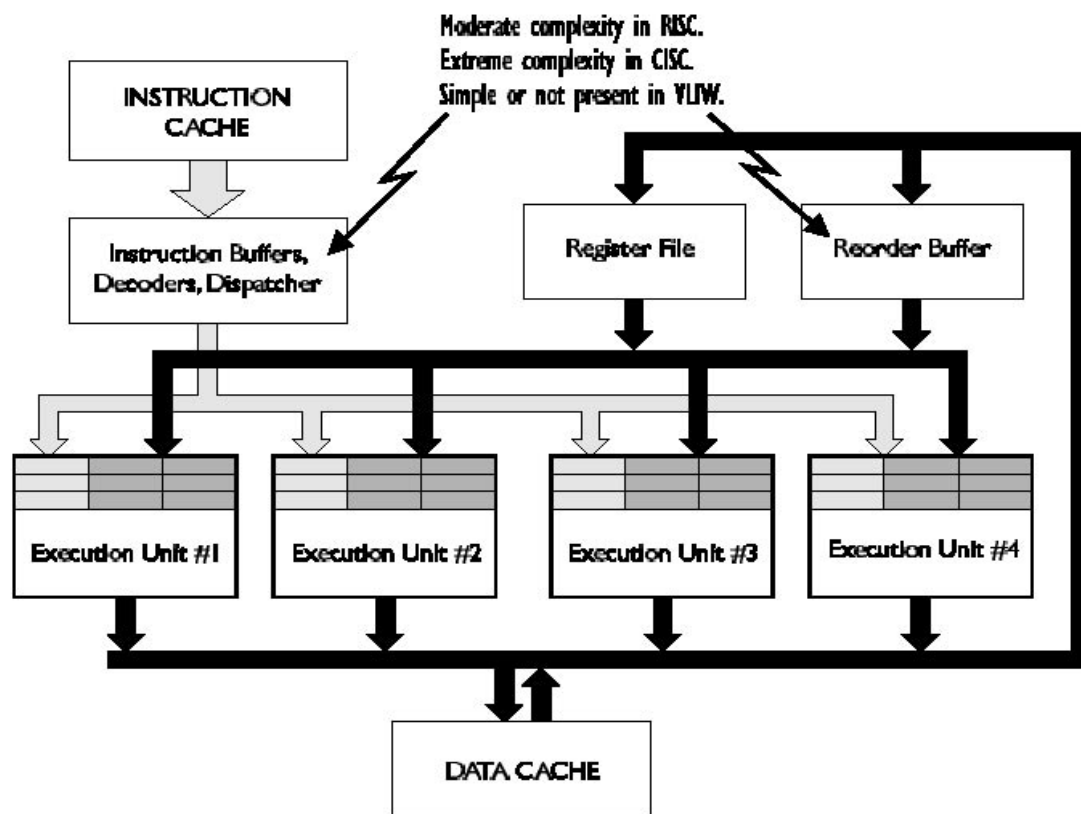 Moderate complexity in RISC.
Extreme complexity in CISC.
Simple or not present in VLIW.
INSTRUCTION
CACHE
Instruction Buffers,
Decoders, Dispatcher
Register File
Reorder Buffer
Execution Unit #1
Execution Unit #2
Execution Unit #3
Execution Unit #4
DATA CACHE